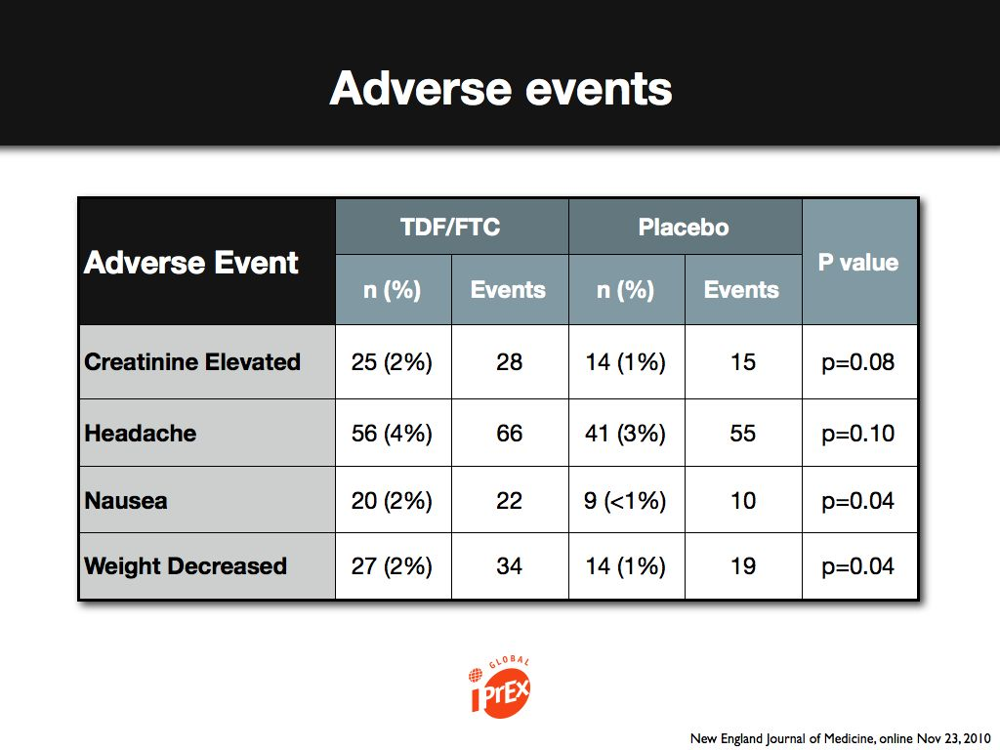 Adverse events
Adverse Event TDF/FTC Placebo P value
n (%) Events n (%) Events
Creatinine Elevated 25 (2%) 28 14 (1%) 15 p=0.08
Headache 56 (4%) 66 41 (3%) 55 p=0.10
Nausea 20 (2%) 22 9 (<1%) 10 p=0.04
Weight Decreased 27 (2%) 34 14 (1%) 19 p=0.04
GLOBAL
iPrEx
New England Journal of Medicine, online Nov 23, 2010